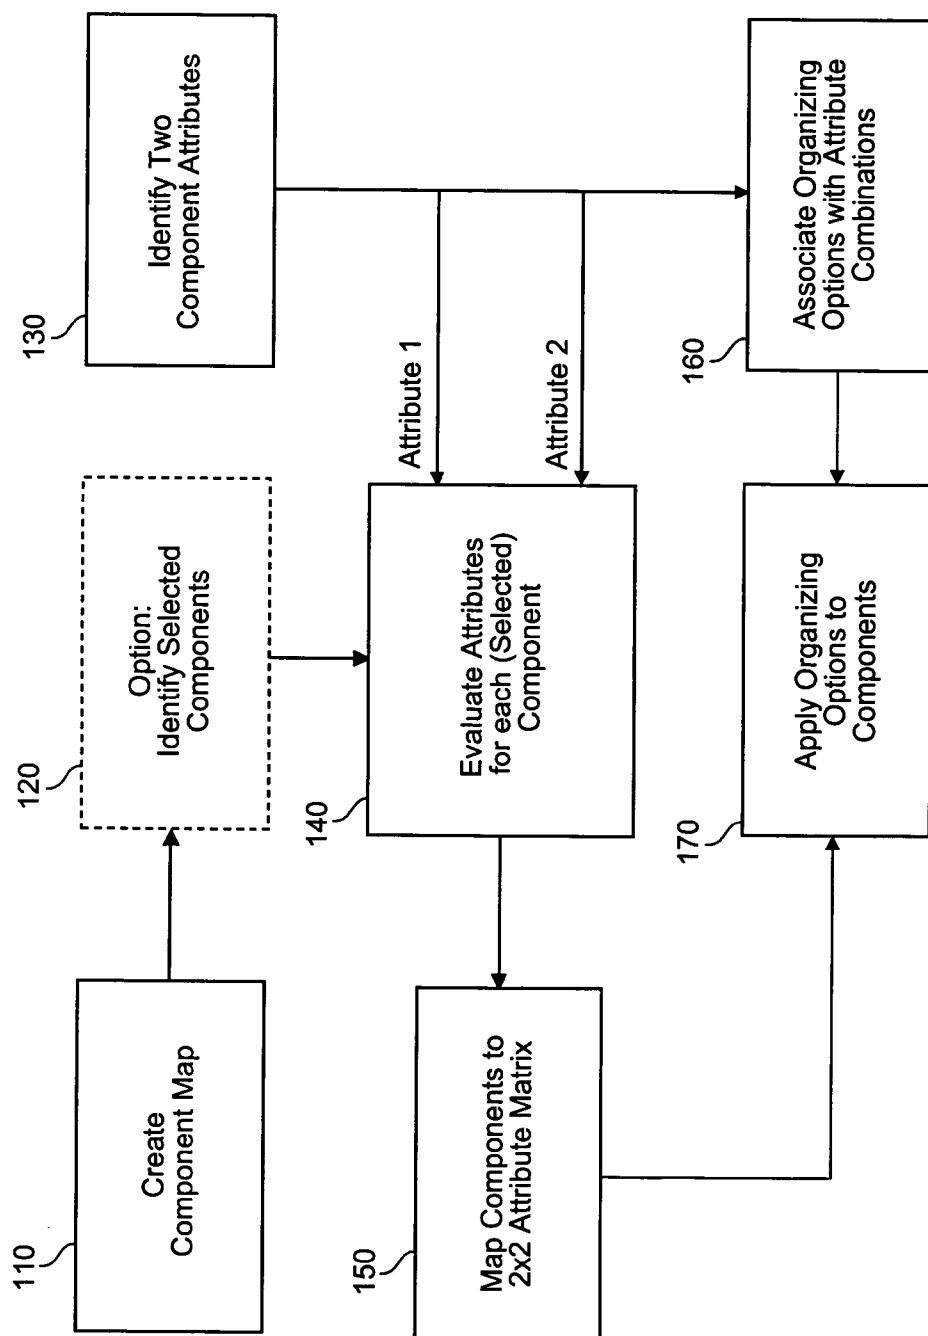 110
Create
Component Map
120
Option:
Identify Selected
Components
130
Identify Two
Component Attributes
140
Evaluate Attributes
for each (Selected)
Component
Attribute 1
Attribute 2
150
Map Components to
2x2 Attribute Matrix
160
Associate Organizing
Options with Attribute
Combinations
170
Apply Organizing
Options to
Components